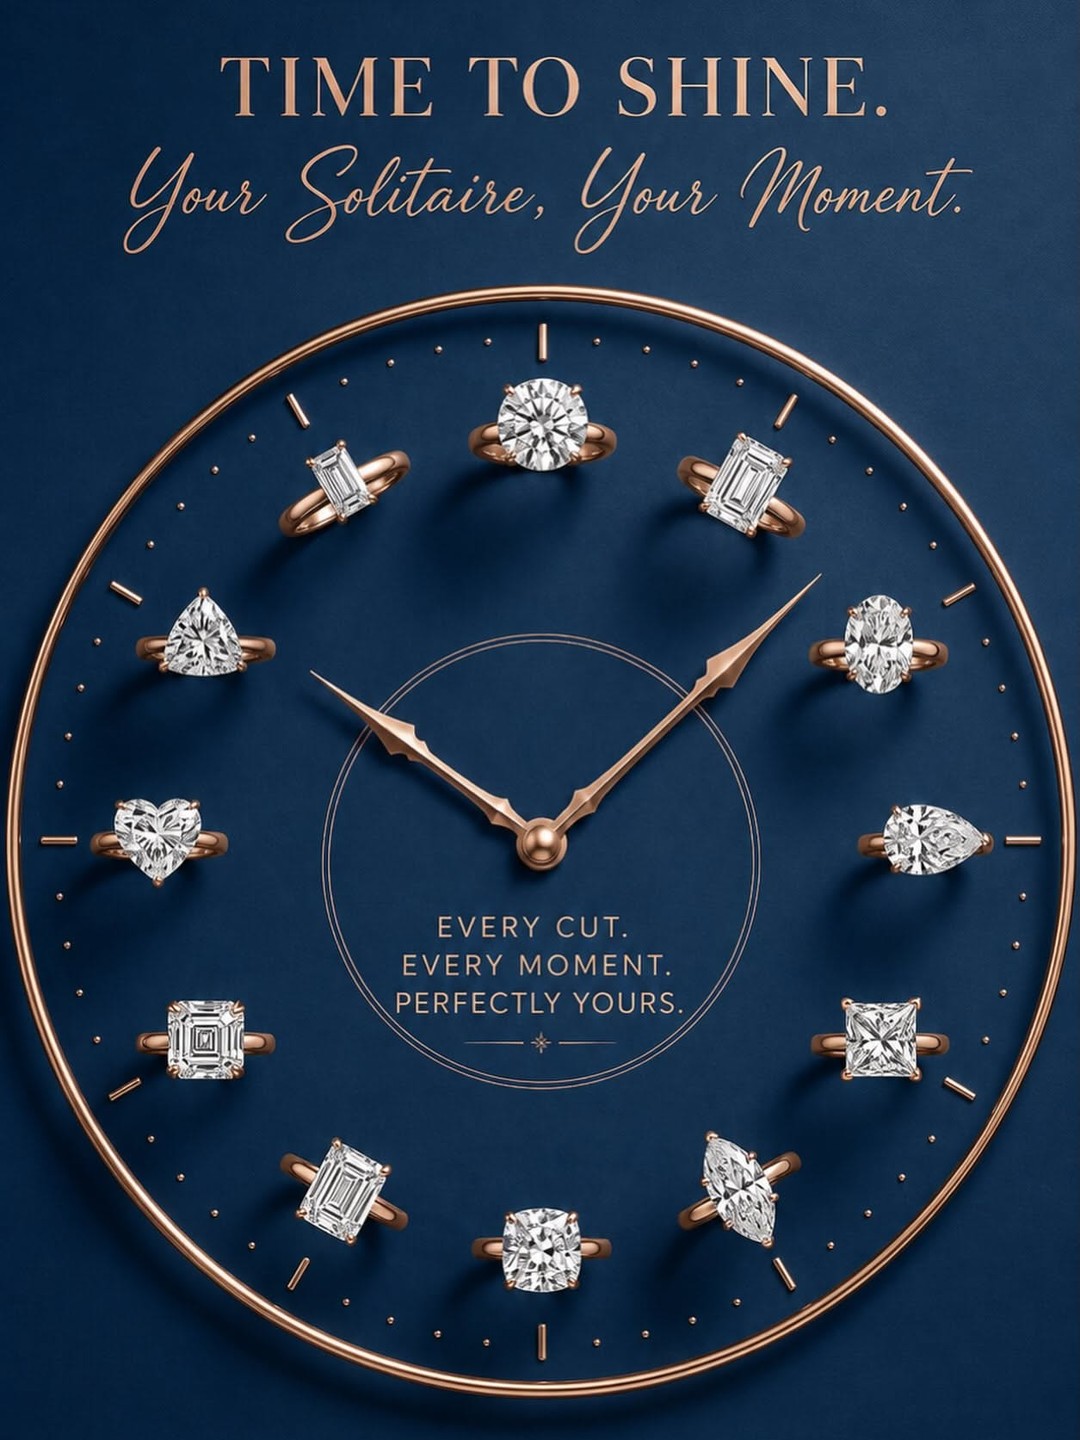 TIME TO SHINE.
Your Solitaire, Your Moment.
EVERY CUT.
EVERY MOMENT.
PERFECTLY YOURS.